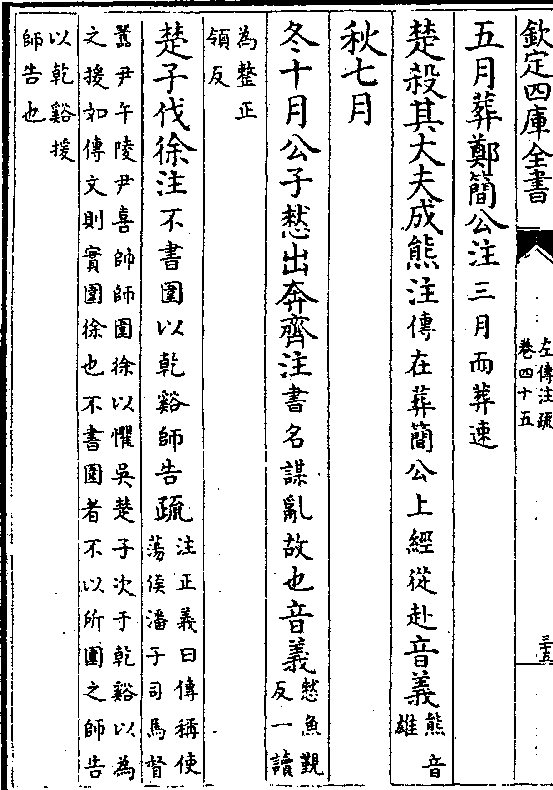 欽定四庫全書
左傳注疏
卷四十五
三十五
五月葬鄭簡公注三月而葬速
楚殺其大夫成熊注傳在葬簡公上經從赴音義熊音
雄
秋七月
冬十月公子憖出奔齊注書名謀亂故也音義憖魚覲
反一讀
為整正
領反
楚子伐徐注不書圍以乾谿師告疏注正義曰傳稱使
蕩侯潘子司馬督
嚻尹午陵尹喜帥師圍徐以懼吳楚子次于乾谿以為
之援如傳文則實圍徐也不書圍者不以所圍之師告
以乾谿援
師告也